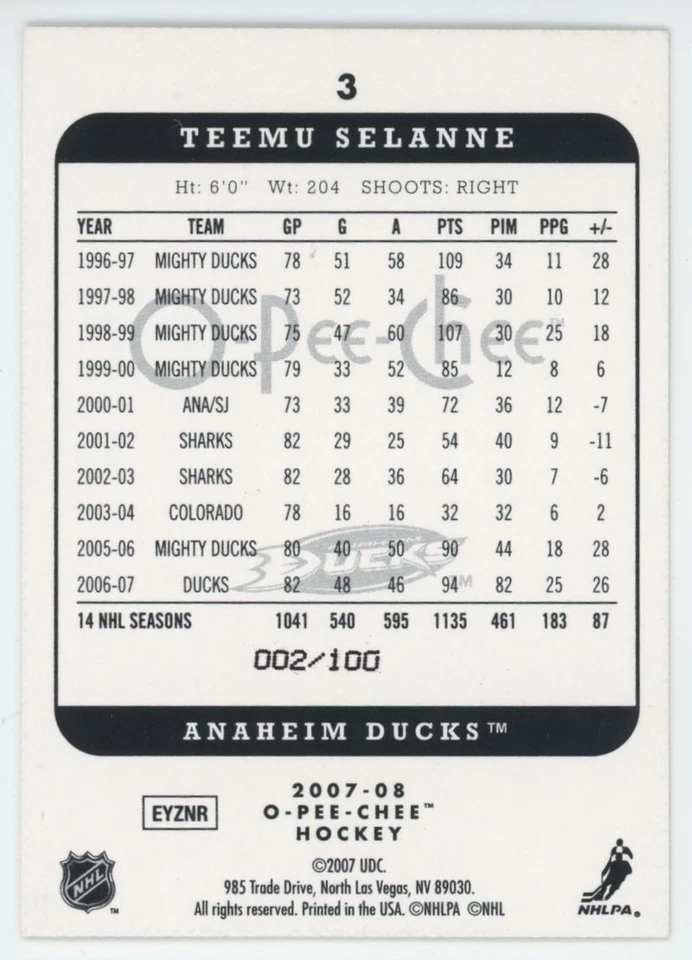 3
TEEMU SELANNE
Ht: 6'0" Wt: 204 SHOOTS: RIGHT
YEAR TEAM GP G A PTS PIM PPG +/-
1996-97 MIGHTY DUCKS 78 51 58 109 34 11 28
1997-98 MIGHTY DUCKS 73 52 34 86 30 10 12
1998-99 MIGHTY DUCKS 75 47 60 107 30 25 18
O-Pee-Chee™
1999-00 MIGHTY DUCKS 79 33 52 85 12 8 6
2000-01 ANA/SJ 73 33 39 72 36 12 -7
2001-02 SHARKS 82 29 25 54 40 9 -11
2002-03 SHARKS 82 28 36 64 30 7 -6
2003-04 COLORADO 78 16 16 32 32 6 2
2005-06 MIGHTY DUCKS 80 40 50 90 44 18 28
DUCKS™
2006-07 DUCKS 82 48 46 94 82 25 26
14 NHL SEASONS 1041 540 595 1135 461 183 87
002/100
ANAHEIM DUCKS™
EYZNR
2007-08
O-PEE-CHEE™
HOCKEY
©2007 UDC.
985 Trade Drive, North Las Vegas, NV 89030.
All rights reserved. Printed in the USA. ©NHLPA ©NHL
NHL™
NHLPA®